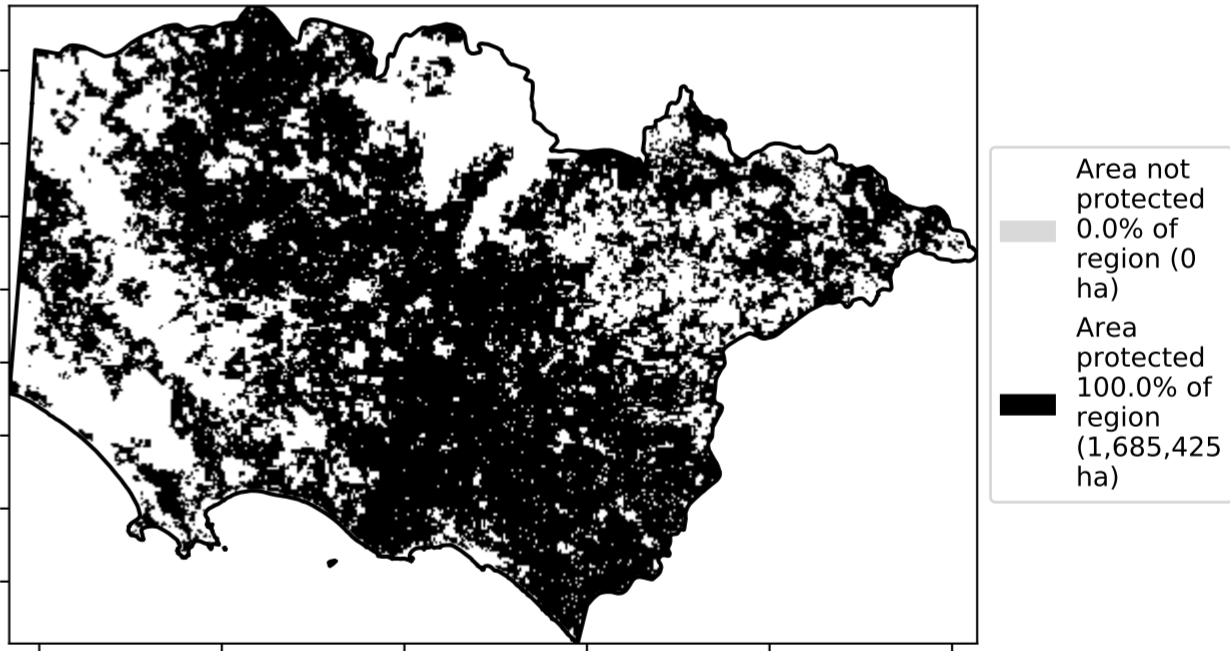 Area not
protected
0.0% of
region (0
ha)
Area
protected
100.0% of
region
(1,685,425
ha)